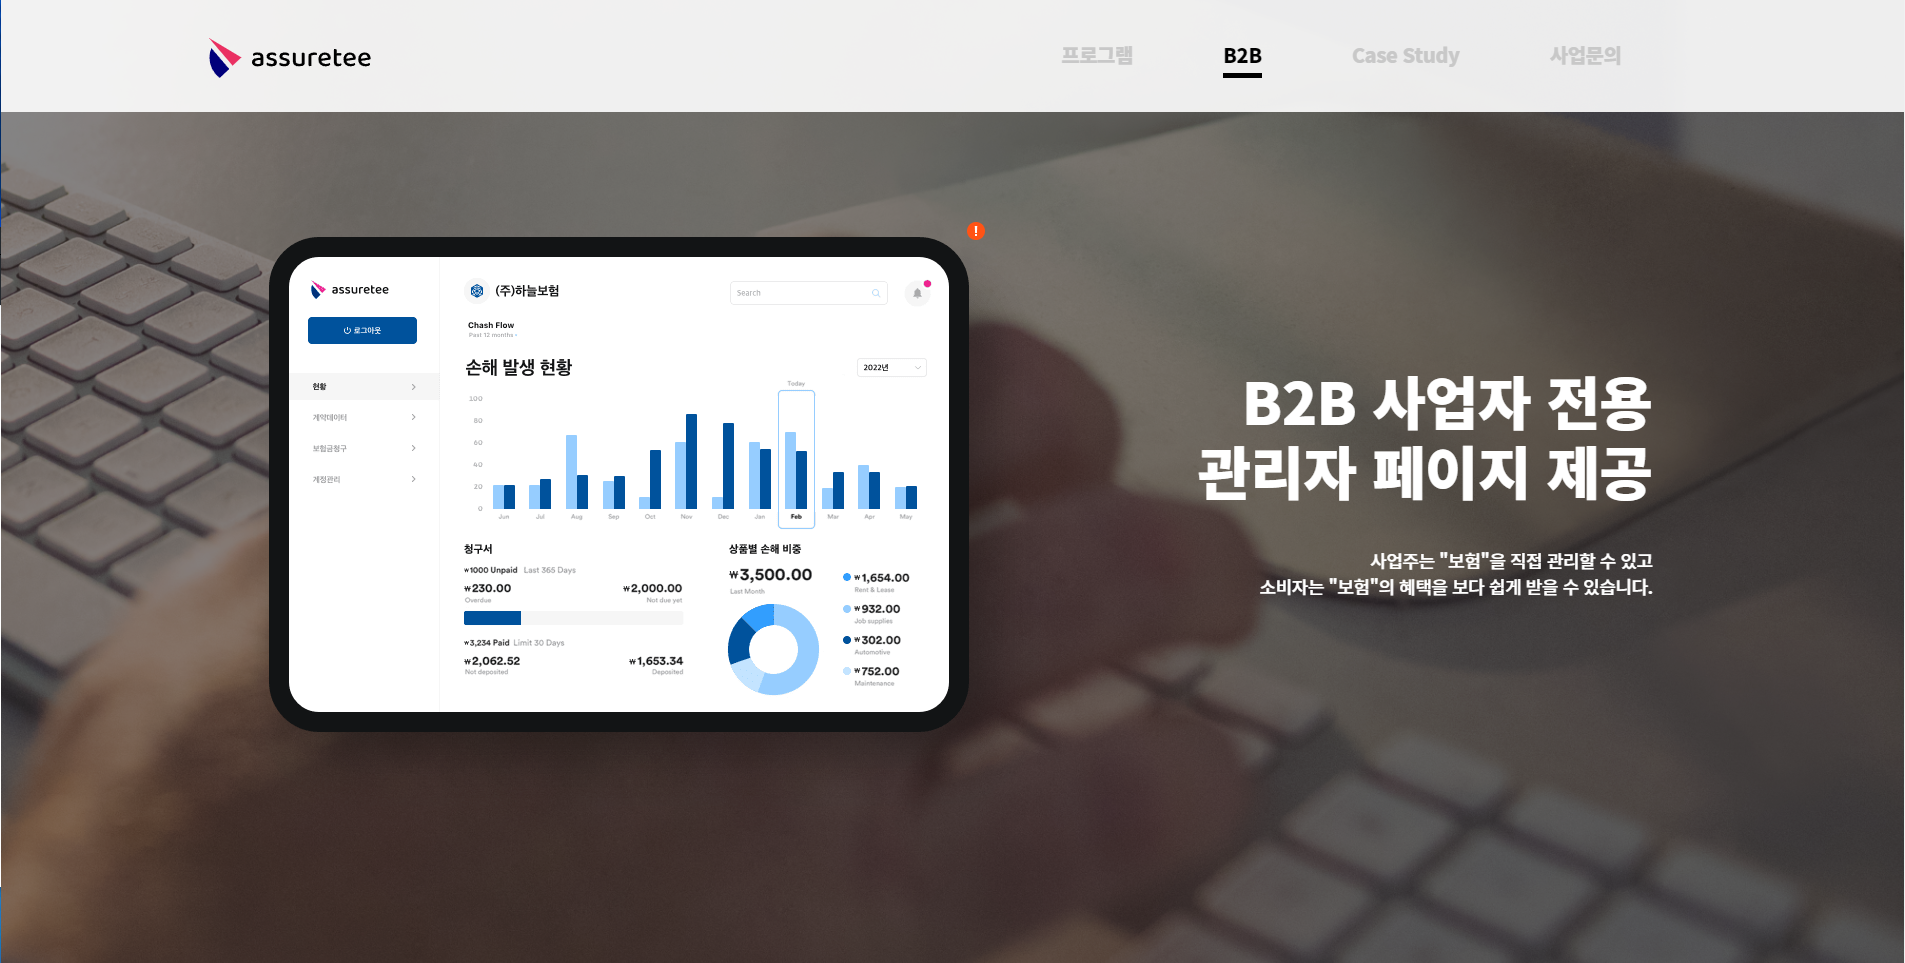 assuretee
프로그램
B2B
Case Study
사업문의
assuretee
로그아웃
현황
계약데이터
보험금청구
계정관리
(주)하늘보험
Search
Chash Flow
Past 12 months
손해 발생 현황
2022년
Today
100
80
60
40
20
0
Jun Jul Aug Sep Oct Nov Dec Jan Feb Mar Apr May
청구서
₩1000 Unpaid Last 365 Days
₩230.00 ₩2,000.00
Overdue Not due yet
₩3,234 Paid Limit 30 Days
₩2,062.52 ₩1,653.34
Not deposited Deposited
상품별 손해 비중
₩3,500.00
Last Month
₩1,654.00
Rent & Lease
₩932.00
Job supplies
₩302.00
Automotive
₩752.00
Maintenance
!
B2B 사업자 전용
관리자 페이지 제공
사업주는 "보험"을 직접 관리할 수 있고
소비자는 "보험"의 혜택을 보다 쉽게 받을 수 있습니다.